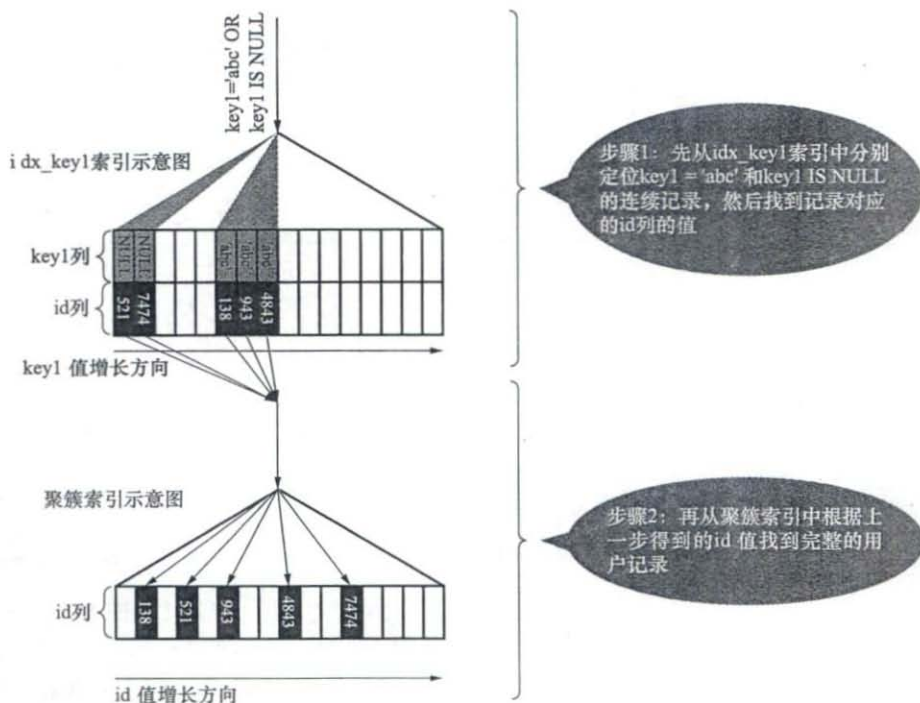 key1='abc' OR
key1 IS NULL
i dx_key1索引示意图
步骤1：先从idx_key1索引中分别
定位key1 = 'abc' 和key1 IS NULL
的连续记录，然后找到记录对应
的id列的值
key1列
NULL
NULL
'abc'
'abc'
'abc'
id列
521
7474
138
943
4843
key1 值增长方向
聚簇索引示意图
步骤2：再从聚簇索引中根据上
一步得到的id 值找到完整的用
户记录
id列
138
521
943
4843
7474
id 值增长方向